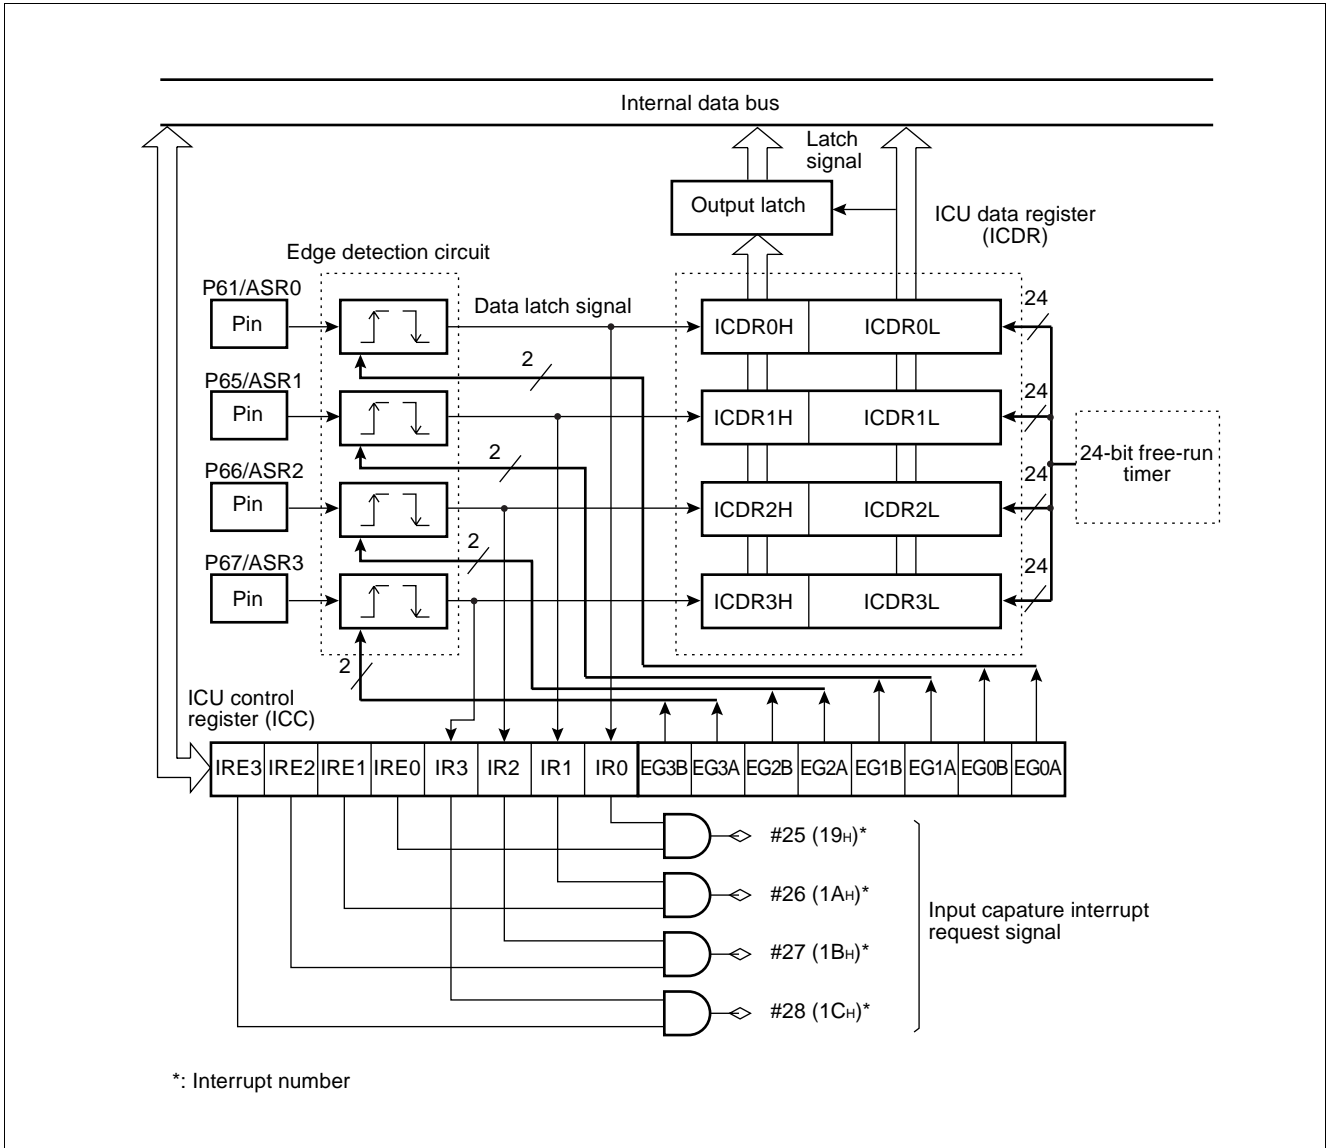 Internal data bus
Latch
signal
Output latch
ICU data register
(ICDR)
Edge detection circuit
P61/ASR0
Pin
Data latch signal
ICDR0H
ICDR0L
24
2
P65/ASR1
Pin
ICDR1H
ICDR1L
24
24-bit free-run
timer
2
P66/ASR2
Pin
ICDR2H
ICDR2L
24
2
P67/ASR3
Pin
ICDR3H
ICDR3L
24
2
ICU control
register (ICC)
IRE3 IRE2 IRE1 IRE0 IR3 IR2 IR1 IR0 EG3B EG3A EG2B EG2A EG1B EG1A EG0B EG0A
#25 (19H)*
#26 (1AH)*
#27 (1BH)*
#28 (1CH)*
Input capature interrupt
request signal
*: Interrupt number